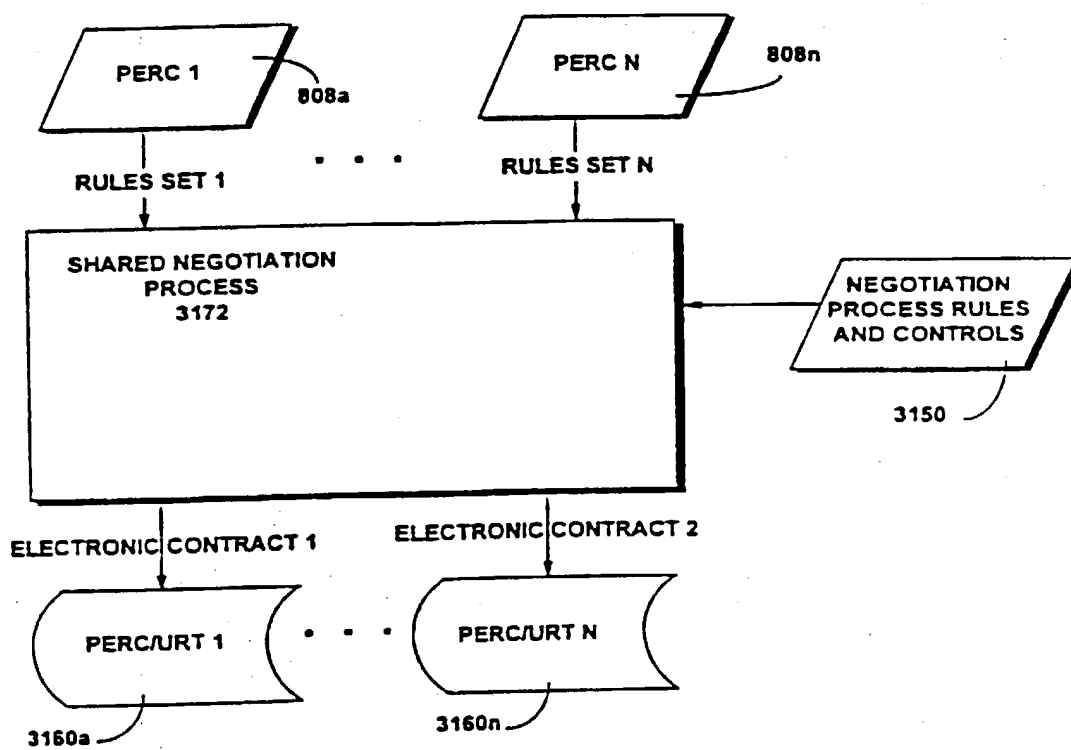 PERC 1
808a
PERC N
808n
RULES SET 1
RULES SET N
SHARED NEGOTIATION
PROCESS
3172
NEGOTIATION
PROCESS RULES
AND CONTROLS
3150
ELECTRONIC CONTRACT 1
ELECTRONIC CONTRACT 2
PERC/URT 1
PERC/URT N
3160a
3160n